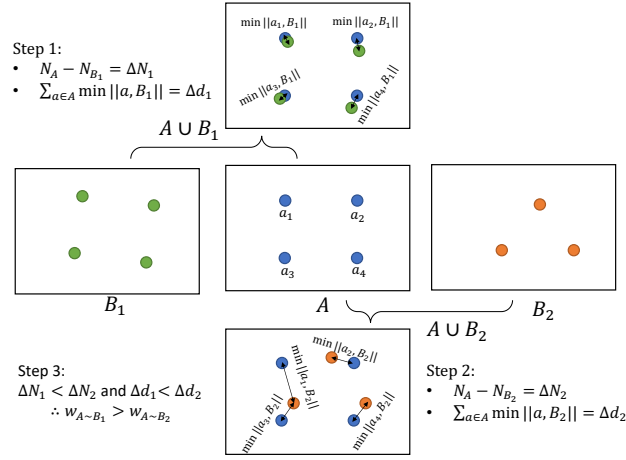 Step 1:
• N_A − N_{B_1} = ΔN_1
• ∑_{a∈A} min ||a, B_1|| = Δd_1
min ||a_1, B_1||
min ||a_2, B_1||
min ||a_3, B_1||
min ||a_4, B_1||
A ∪ B_1
a_1
a_2
a_3
a_4
B_1
A
B_2
A ∪ B_2
min ||a_2, B_2||
min ||a_1, B_2||
min ||a_3, B_2||
min ||a_4, B_2||
Step 3:
ΔN_1 < ΔN_2 and Δd_1 < Δd_2
∴ w_{A~B_1} > w_{A~B_2}
Step 2:
• N_A − N_{B_2} = ΔN_2
• ∑_{a∈A} min ||a, B_2|| = Δd_2